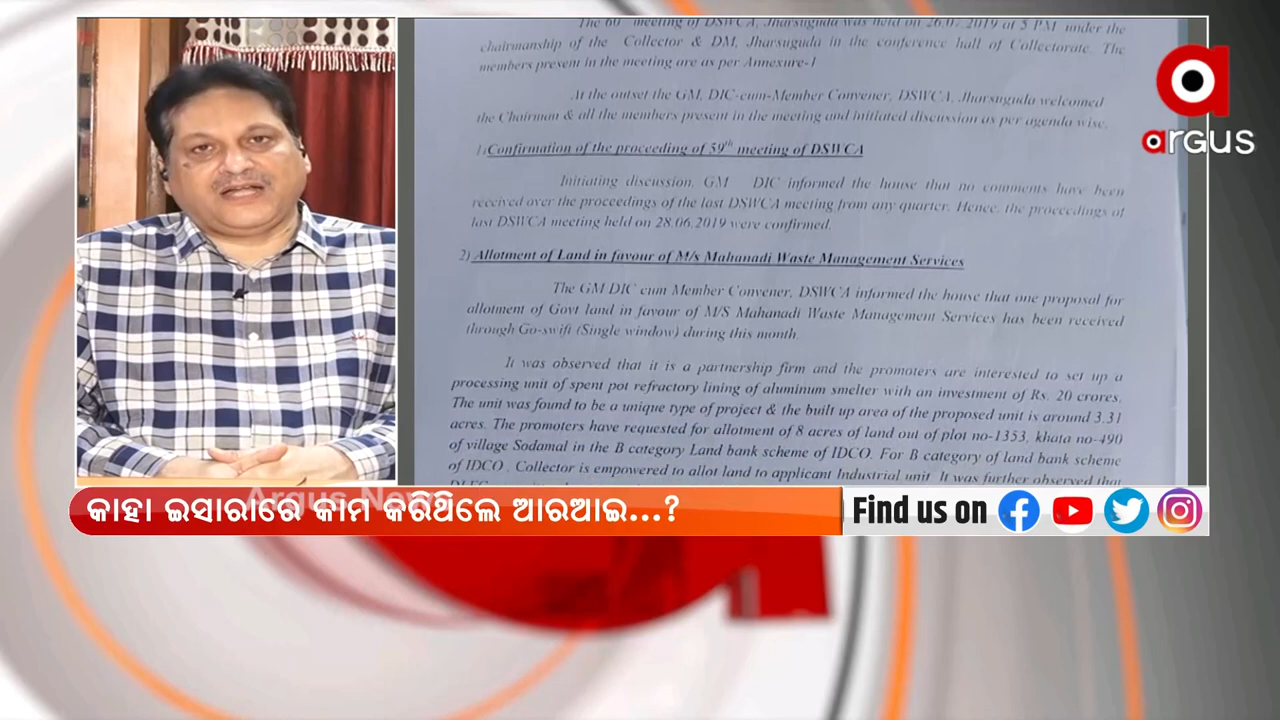 The 60 meeting of DSWCA, Jharsuguda was held on 26.07.2019 at 5 PM under the
chairmanship of the Collector & DM, Jharsuguda in the conference hall of Collectorate. The
members present in the meeting are as per Annexure-1
At the outset the GM, DIC-cum-Member Convener, DSWCA, Jharsuguda welcomed
the Chairman & all the members present in the meeting and initiated discussion as per agenda wise.
1) Confirmation of the proceeding of 59th meeting of DSWCA
Initiating discussion, GM DIC informed the house that no comments have been
received over the proceedings of the last DSWCA meeting from any quarter. Hence, the proceedings of
last DSWCA meeting held on 28.06.2019 were confirmed.
2) Allotment of Land in favour of M/s Mahanadi Waste Management Services
The GM DIC cum Member Convener, DSWCA informed the house that one proposal for
allotment of Govt land in favour of M/S Mahanadi Waste Management Services has been received
through Go-swift (Single window) during this month.
It was observed that it is a partnership firm and the promoters are interested to set up a
processing unit of spent pot refractory lining of aluminum smelter with an investment of Rs. 20 crores.
The unit was found to be a unique type of project & the built up area of the proposed unit is around 3.31
acres. The promoters have requested for allotment of 8 acres of land out of plot no-1353, khata no-490
of village Sodamal in the B category Land bank scheme of IDCO. For B category of land bank scheme
of IDCO , Collector is empowered to allot land to applicant Industrial unit. It was further observed that
argus
Argus News
କାହା ଇସାରାରେ କାମ କରିଥିଲେ ଆରଆଇ...?
Find us on